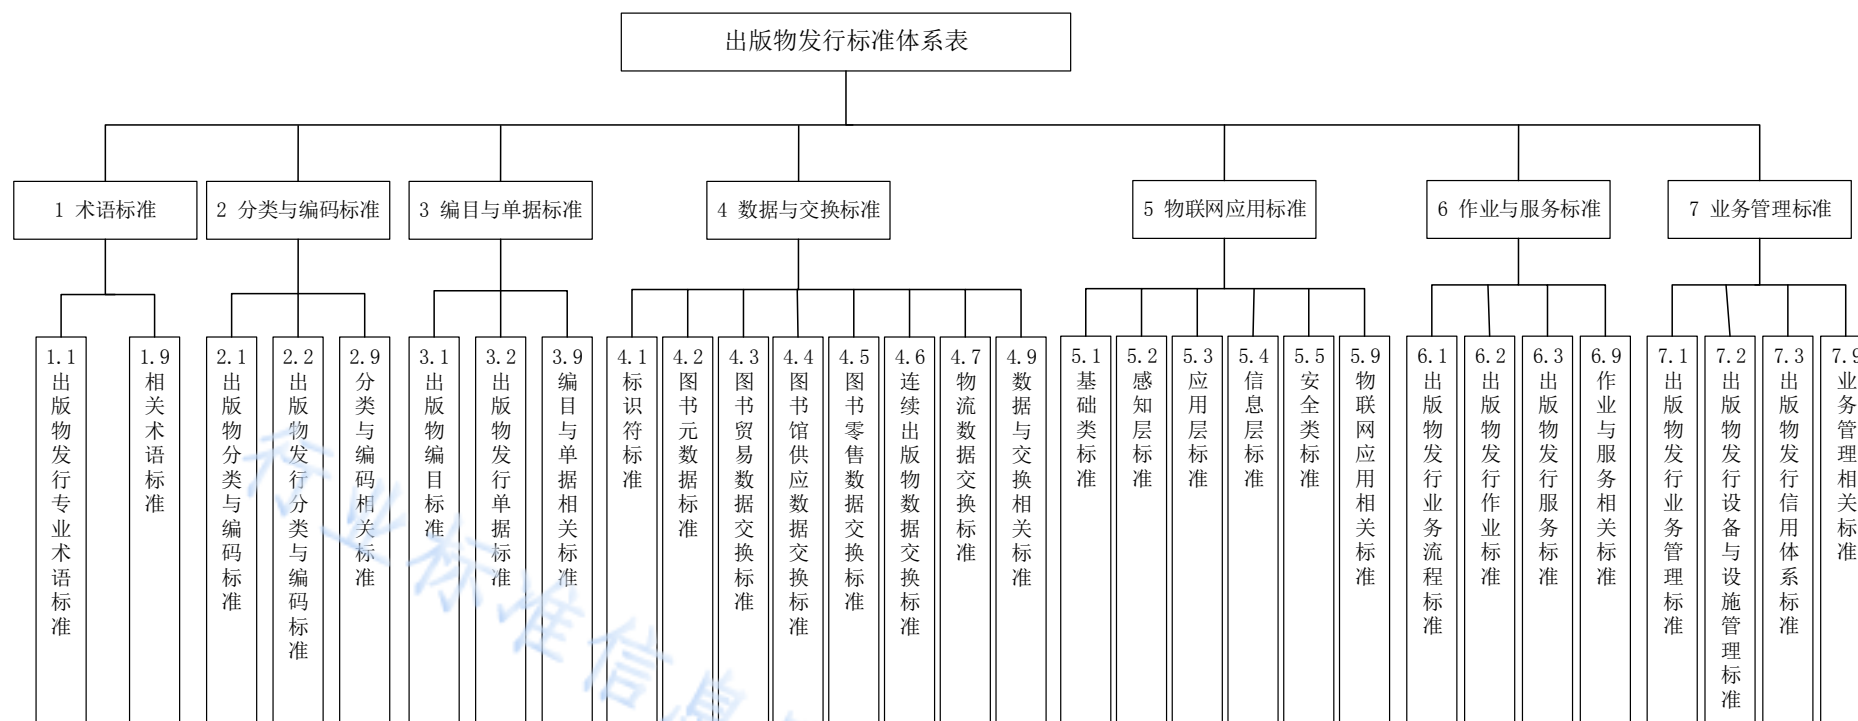 出版物发行标准体系表
1 术语标准
2 分类与编码标准
3 编目与单据标准
4 数据与交换标准
5 物联网应用标准
6 作业与服务标准
7 业务管理标准
1.1 出版物发行专业术语标准
1.9 相关术语标准
2.1 出版物分类与编码标准
2.2 出版物发行分类与编码标准
2.9 分类与编码相关标准
3.1 出版物编目标准
3.2 出版物发行单据标准
3.9 编目与单据相关标准
4.1 标识符标准
4.2 图书元数据标准
4.3 图书贸易数据交换标准
4.4 图书馆供应数据交换标准
4.5 图书零售数据交换标准
4.6 连续出版物数据交换标准
4.7 物流数据交换标准
4.9 数据与交换相关标准
5.1 基础类标准
5.2 感知层标准
5.3 应用层标准
5.4 信息层标准
5.5 安全类标准
5.9 物联网应用相关标准
6.1 出版物发行业务流程标准
6.2 出版物发行作业标准
6.3 出版物发行服务标准
6.9 作业与服务相关标准
7.1 出版物发行业务管理标准
7.2 出版物发行设备与设施管理标准
7.3 出版物发行信用体系标准
7.9 业务管理相关标准
行业标准信息